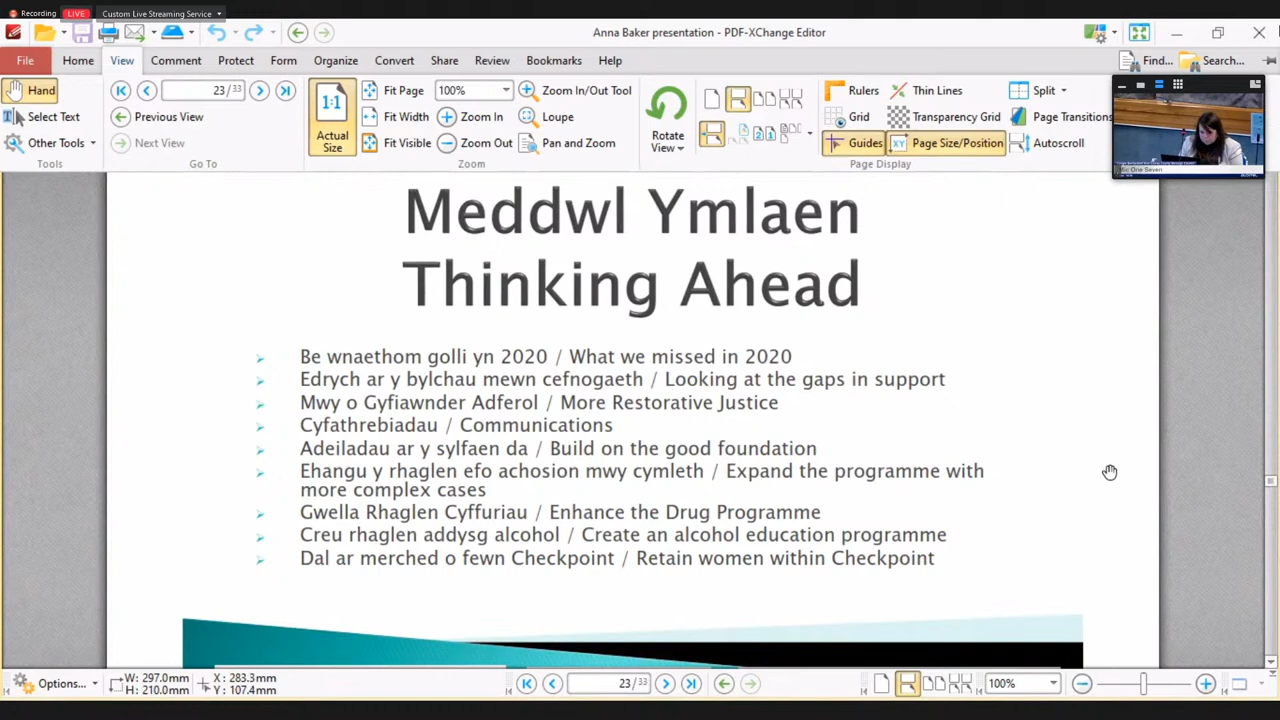 Recording LIVE Custom Live Streaming Service
Anna Baker presentation - PDF-XChange Editor
File Home View Comment Protect Form Organize Convert Share Review Bookmarks Help Find... Search...
Hand 23/33 Fit Page 100% Zoom In/Out Tool Rulers Thin Lines Split
Select Text Previous View 1:1 Fit Width Zoom In Loupe Grid Transparency Grid Page Transitions
Other Tools Next View Actual Size Fit Visible Zoom Out Pan and Zoom Rotate View Guides Page Size/Position Autoscroll
Tools Go To Zoom Page Display
Mic One Seven
Meddwl Ymlaen
Thinking Ahead
Be wnaethom golli yn 2020 / What we missed in 2020
Edrych ar y bylchau mewn cefnogaeth / Looking at the gaps in support
Mwy o Gyfiawnder Adferol / More Restorative Justice
Cyfathrebiadau / Communications
Adeiladau ar y sylfaen da / Build on the good foundation
Ehangu y rhaglen efo achosion mwy cymleth / Expand the programme with
more complex cases
Gwella Rhaglen Cyffuriau / Enhance the Drug Programme
Creu rhaglen addysg alcohol / Create an alcohol education programme
Dal ar merched o fewn Checkpoint / Retain women within Checkpoint
Options... W: 297.0mm X: 283.3mm 23/33 100%
H: 210.0mm Y: 107.4mm